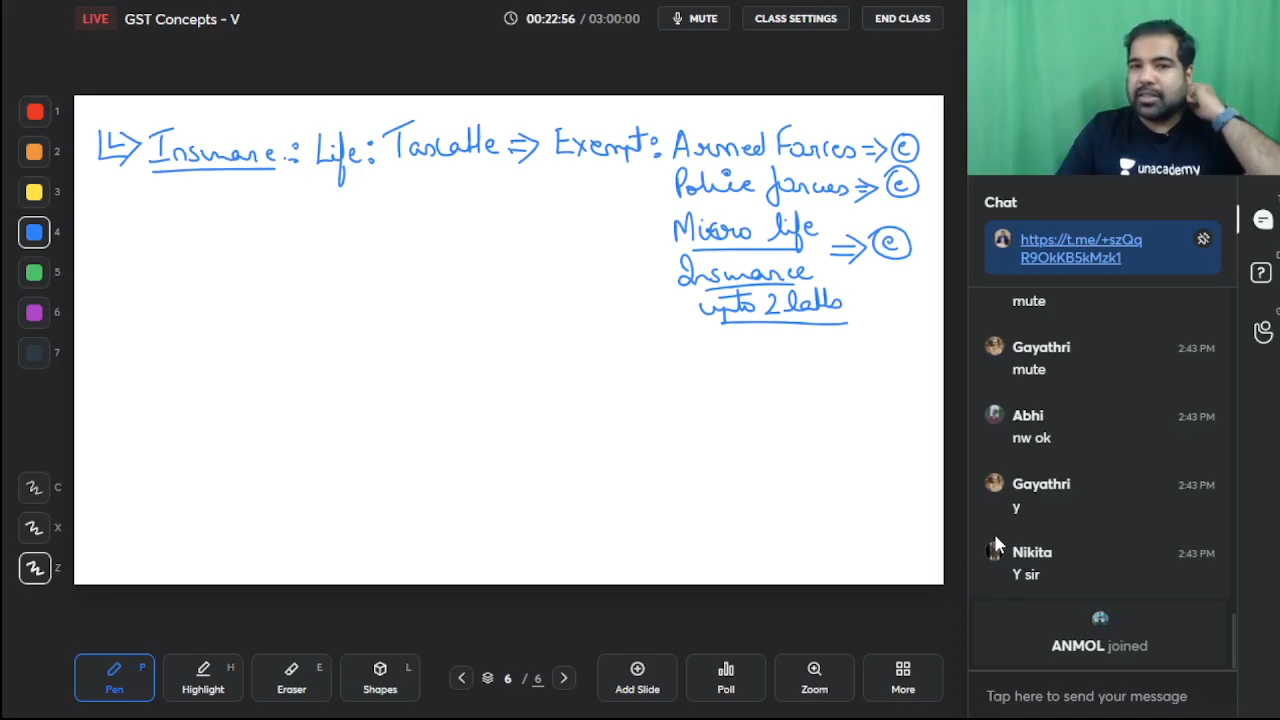 LIVE GST Concepts - V
00:22:56 / 03:00:00
MUTE
CLASS SETTINGS
END CLASS
1
2
3
4
5
6
7
C
X
Z
Insurance : Life : Taxable => Exempt : Armed Forces => e
Police forces => e
Micro life => e
Insurance
upto 2 lakhs
unacademy
Chat
https://t.me/+szQq
R9OkKB5kMzk1
mute
Gayathri 2:43 PM
mute
Abhi 2:43 PM
nw ok
Gayathri 2:43 PM
y
Nikita 2:43 PM
Y sir
ANMOL joined
Tap here to send your message
P
Pen
H
Highlight
E
Eraser
L
Shapes
6 / 6
Add Slide
Poll
Zoom
More